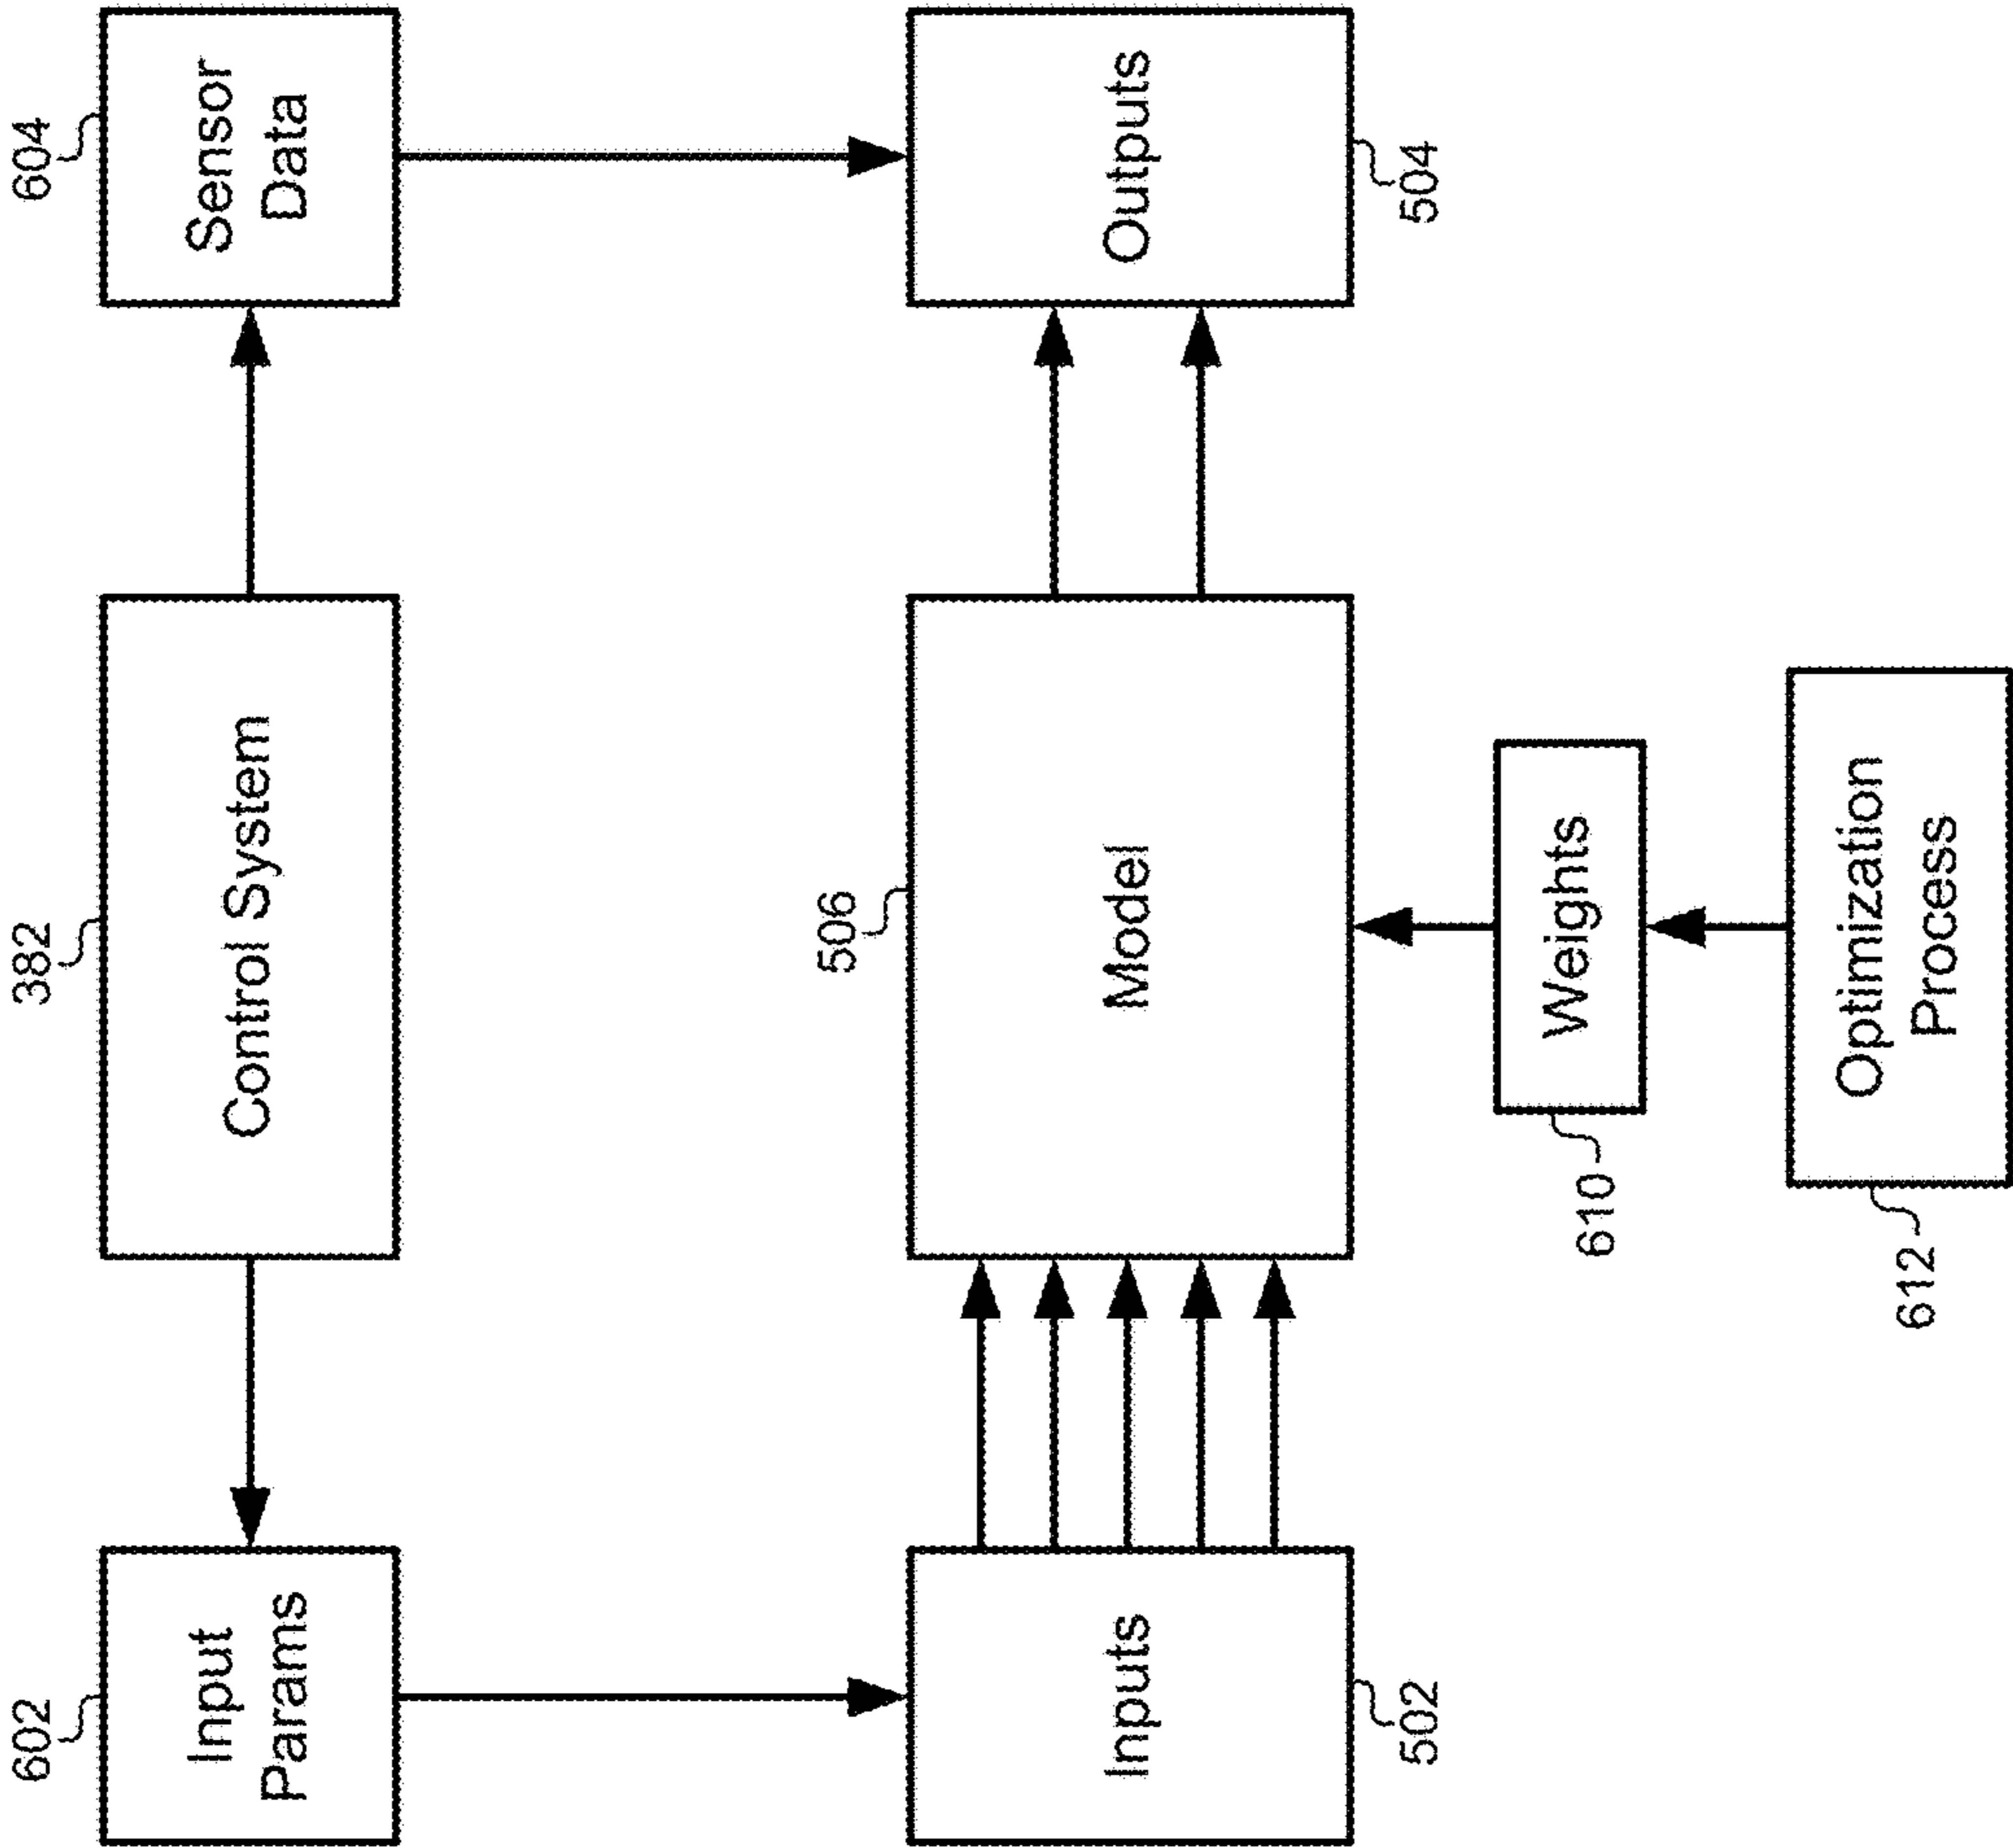 602
Input
Params
382
Control System
604
Sensor
Data
506
Inputs
502
Model
Outputs
504
610
Weights
612
Optimization
Process